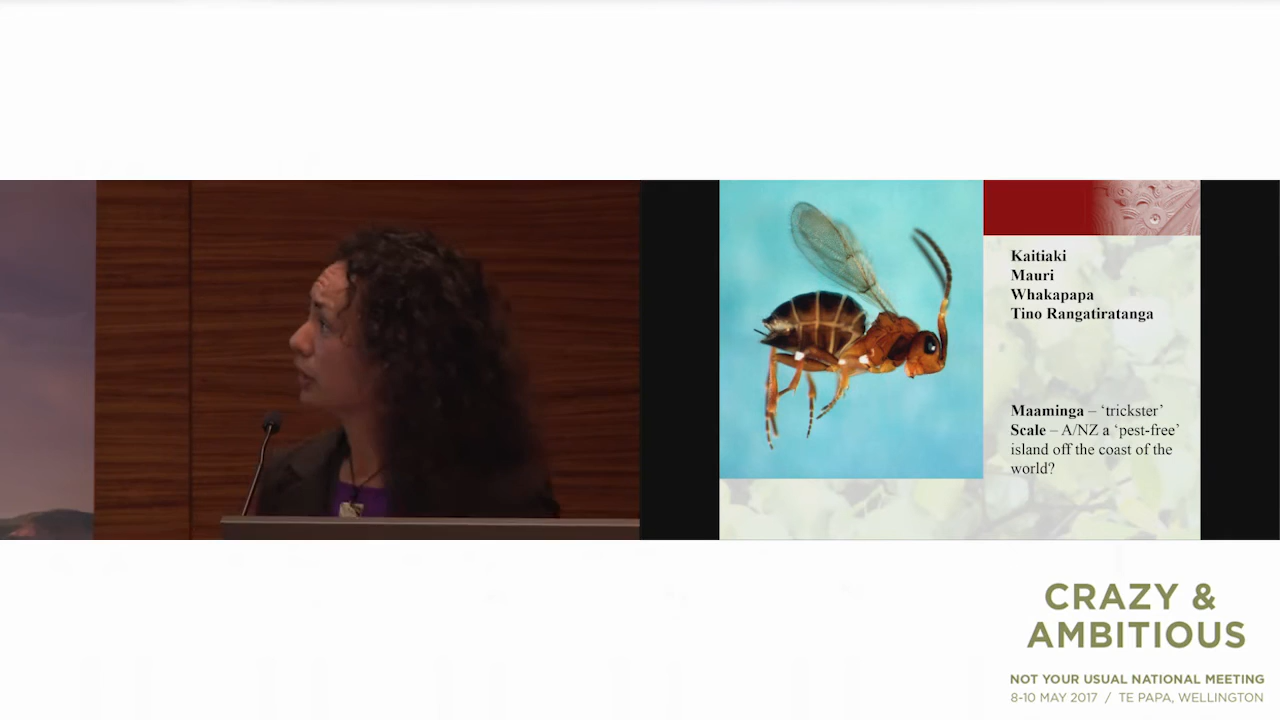 Kaitiaki
Mauri
Whakapapa
Tino Rangatiratanga
Maaminga – ‘trickster’
Scale – A/NZ a ‘pest-free’
island off the coast of the
world?
CRAZY &
AMBITIOUS
NOT YOUR USUAL NATIONAL MEETING
8-10 MAY 2017 / TE PAPA, WELLINGTON